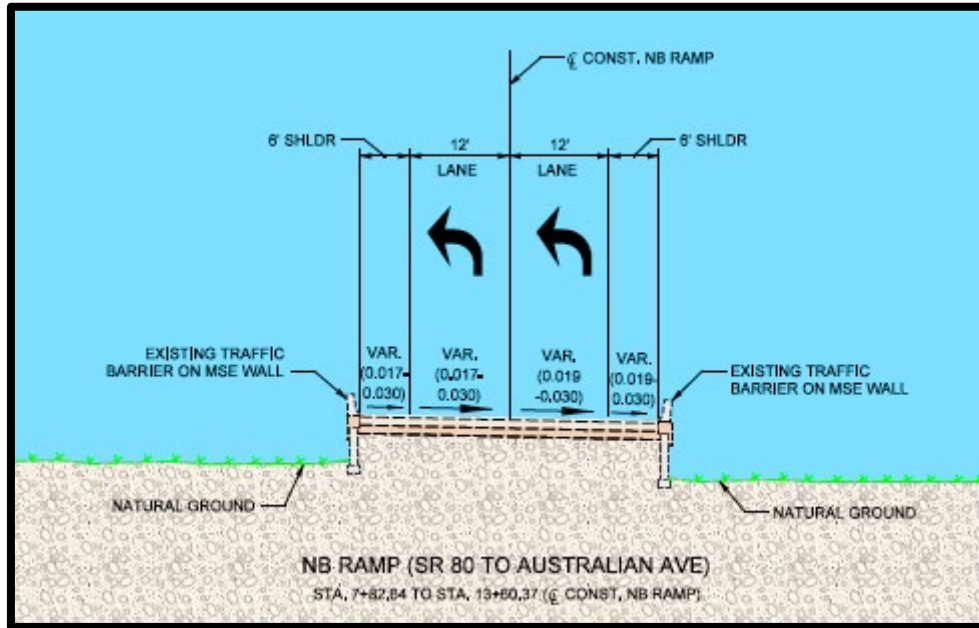 ℄ CONST. NB RAMP
6' SHLDR
12'
12'
6' SHLDR
LANE
LANE
EXISTING TRAFFIC
BARRIER ON MSE WALL
VAR.
(0.017-
0.030)
VAR.
(0.017-
0.030)
VAR.
(0.019
-0.030)
VAR.
(0.019-
0.030)
EXISTING TRAFFIC
BARRIER ON MSE WALL
NATURAL GROUND
NATURAL GROUND
NB RAMP (SR 80 TO AUSTRALIAN AVE)
STA. 7+82.84 TO STA. 13+60.37 (℄ CONST. NB RAMP)